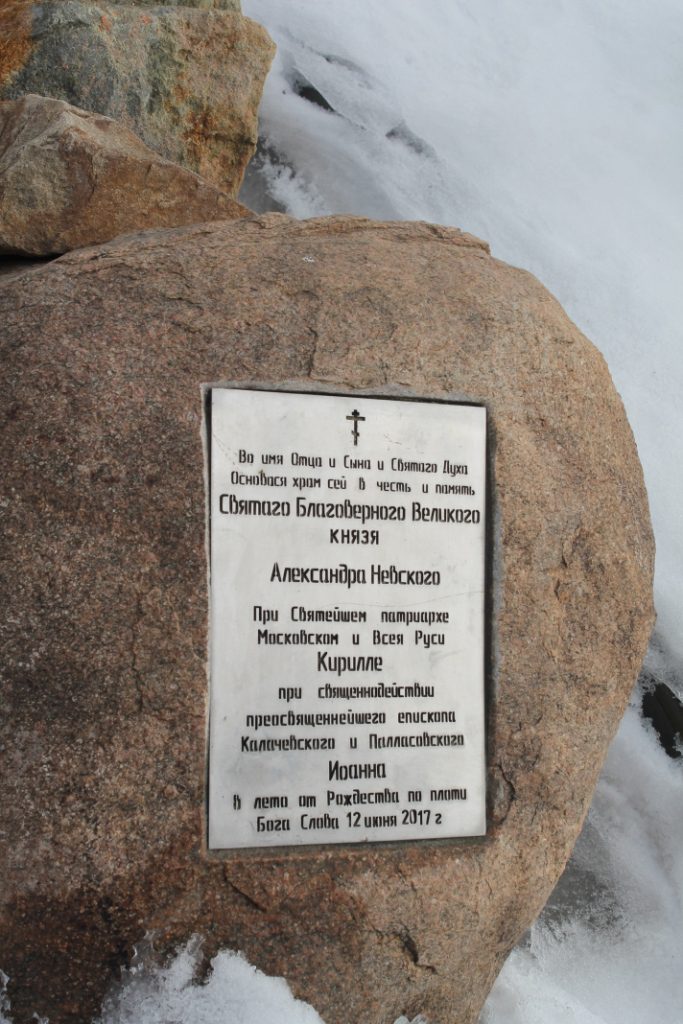 Во имя Отца и Сына и Святаго Духа
Основася храм сей в честь и память
Святаго Благоверного Великого
князя
Александра Невского
При Святейшем патриархе
Московском и Всея Руси
Кирилле
при священнодействии
преосвященнейшего епископа
Калачевского и Палласовского
Иоанна
в лета от Рождества по плоти
Бога Слова 12 июня 2017 г